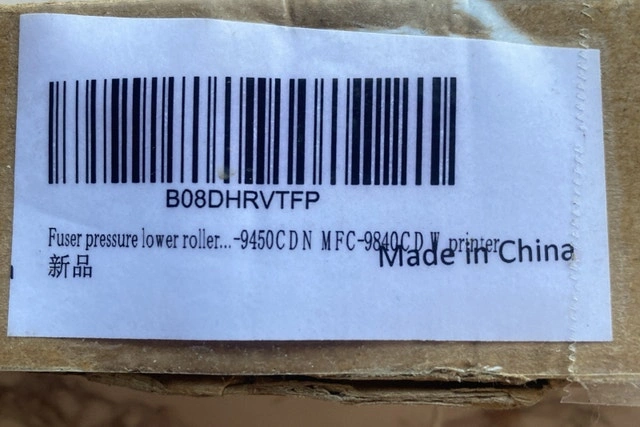 B08DHRVTFP
Fuser pressure lower roller...-9450CDN MFC-9840CDW printer
Made in China
新品